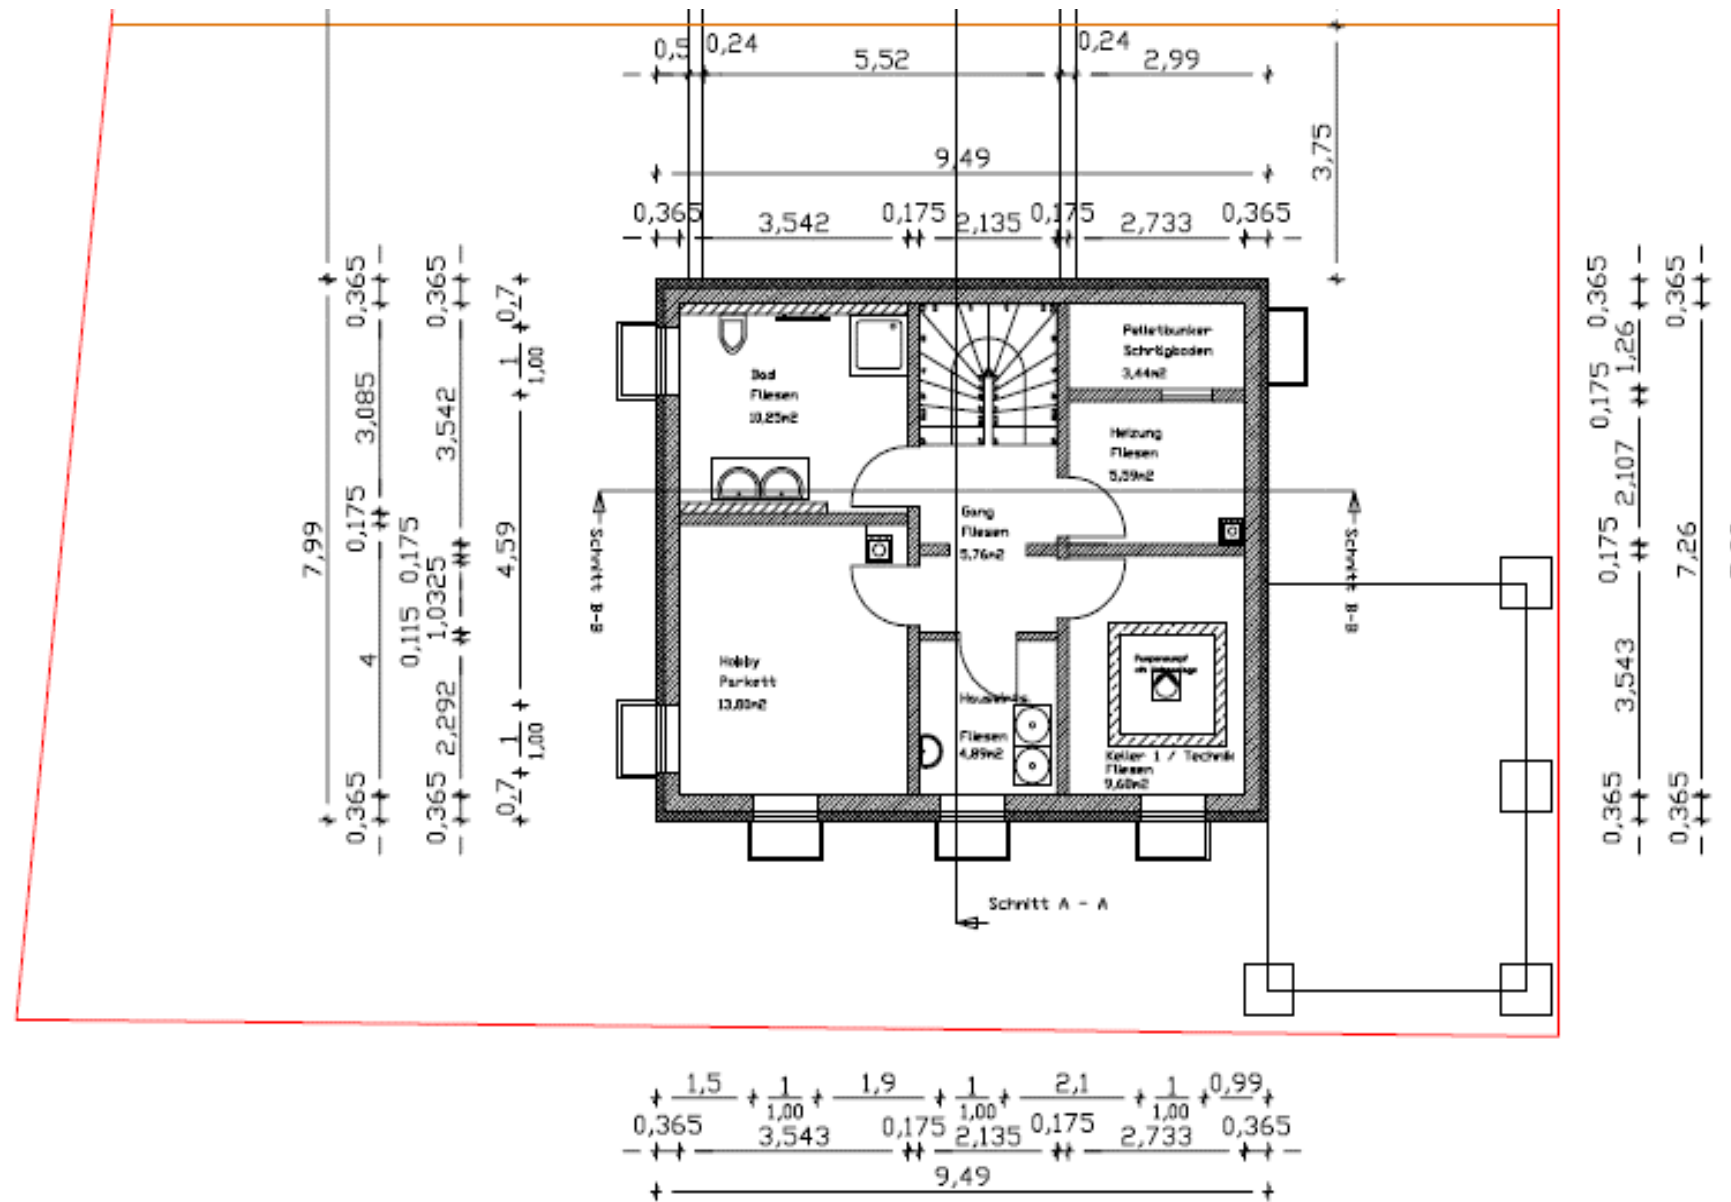 0,5 0,24 5,52 0,24 2,99
9,49
3,75
0,365 3,542 0,175 2,135 0,175 2,733 0,365
0,365 3,085 0,175 4 0,365
7,99
0,365 3,542 0,175 1,0325 0,115 2,292 0,365
0,7 1 1,00 4,59 1 1,00 0,7
0,365 1,26 0,175 2,107 0,175 3,543 0,365
0,365 7,26 0,365
Bad
Fliesen
10,25m2
Pelletbunker
Schrägboden
3,44m2
Heizung
Fliesen
5,59m2
Gang
Fliesen
5,76m2
Schnitt B-B
Schnitt B-B
Hobby
Parkett
13,80m2
Fliesen
4,89m2
Keller 1 / Technik
Fliesen
9,60m2
Schnitt A - A
1,5 1 1,00 1,9 1 1,00 2,1 1 1,00 0,99
0,365 3,543 0,175 2,135 0,175 2,733 0,365
9,49